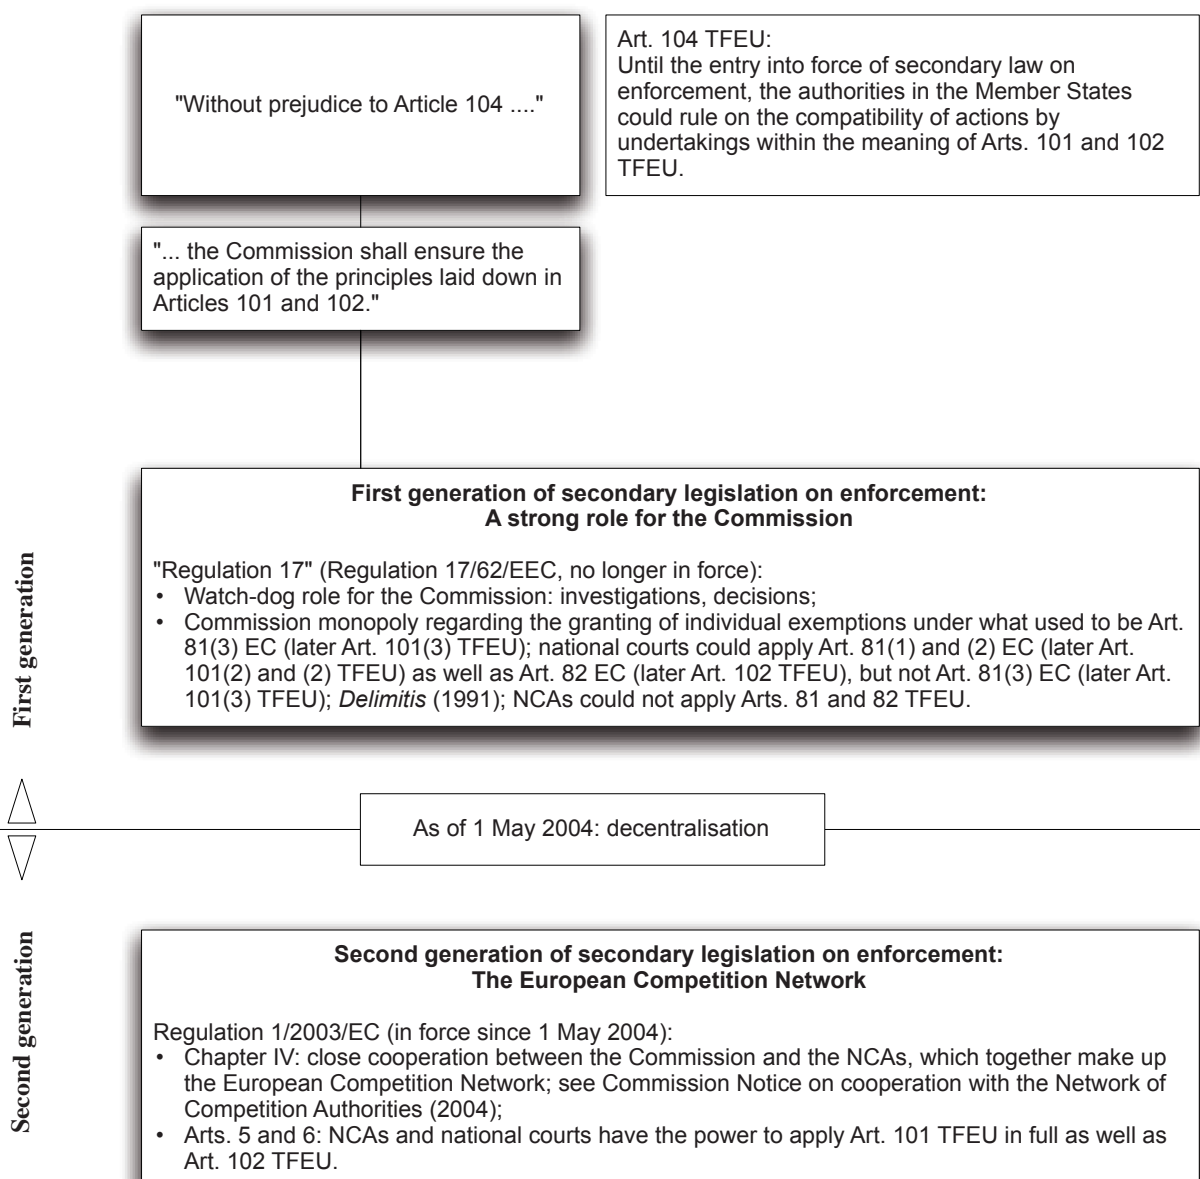 "Without prejudice to Article 104 ...."
Art. 104 TFEU:
Until the entry into force of secondary law on
enforcement, the authorities in the Member States
could rule on the compatibility of actions by
undertakings within the meaning of Arts. 101 and 102
TFEU.
"... the Commission shall ensure the
application of the principles laid down in
Articles 101 and 102."
First generation
First generation of secondary legislation on enforcement:
A strong role for the Commission
"Regulation 17" (Regulation 17/62/EEC, no longer in force):
• Watch-dog role for the Commission: investigations, decisions;
• Commission monopoly regarding the granting of individual exemptions under what used to be Art.
81(3) EC (later Art. 101(3) TFEU); national courts could apply Art. 81(1) and (2) EC (later Art.
101(2) and (2) TFEU) as well as Art. 82 EC (later Art. 102 TFEU), but not Art. 81(3) EC (later Art.
101(3) TFEU); Delimitis (1991); NCAs could not apply Arts. 81 and 82 TFEU.
As of 1 May 2004: decentralisation
Second generation
Second generation of secondary legislation on enforcement:
The European Competition Network
Regulation 1/2003/EC (in force since 1 May 2004):
• Chapter IV: close cooperation between the Commission and the NCAs, which together make up
the European Competition Network; see Commission Notice on cooperation with the Network of
Competition Authorities (2004);
• Arts. 5 and 6: NCAs and national courts have the power to apply Art. 101 TFEU in full as well as
Art. 102 TFEU.